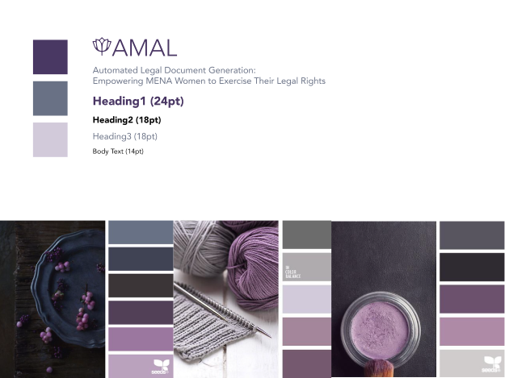 AMAL
Automated Legal Document Generation:
Empowering MENA Women to Exercise Their Legal Rights
Heading1 (24pt)
Heading2 (18pt)
Heading3 (18pt)
Body Text (14pt)